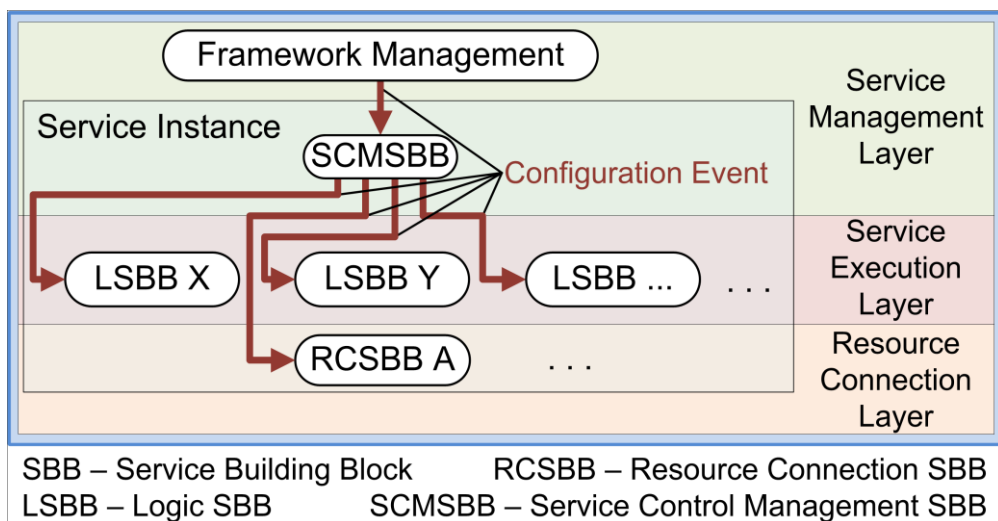 Framework Management
Service Instance
SCMSBB
Configuration Event
Service
Management
Layer
LSBB X
LSBB Y
LSBB ...
. . .
Service
Execution
Layer
RCSBB A
. . .
Resource
Connection
Layer
SBB – Service Building Block
RCSBB – Resource Connection SBB
LSBB – Logic SBB
SCMSBB – Service Control Management SBB